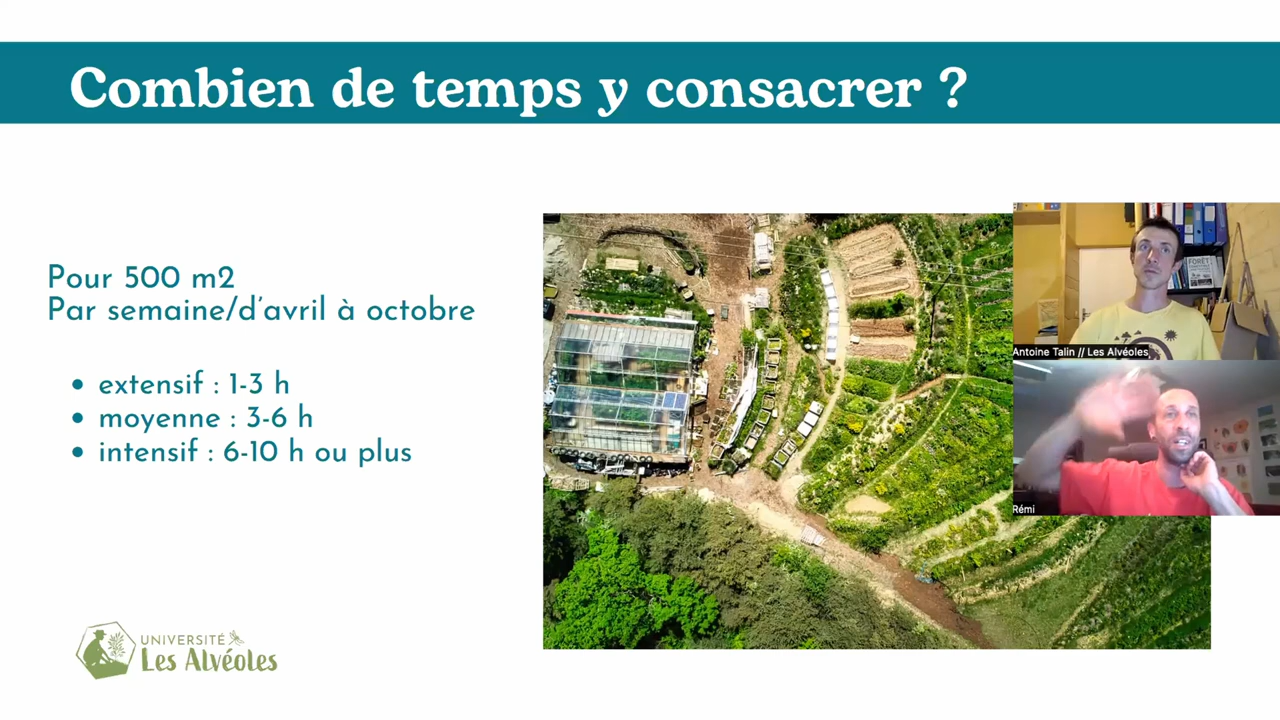 Combien de temps y consacrer ?
Pour 500 m2
Par semaine/d'avril à octobre
• extensif : 1-3 h
• moyenne : 3-6 h
• intensif : 6-10 h ou plus
FORÊT
Antoine Talin // Les Alvéoles
Rémi
UNIVERSITÉ
Les Alvéoles